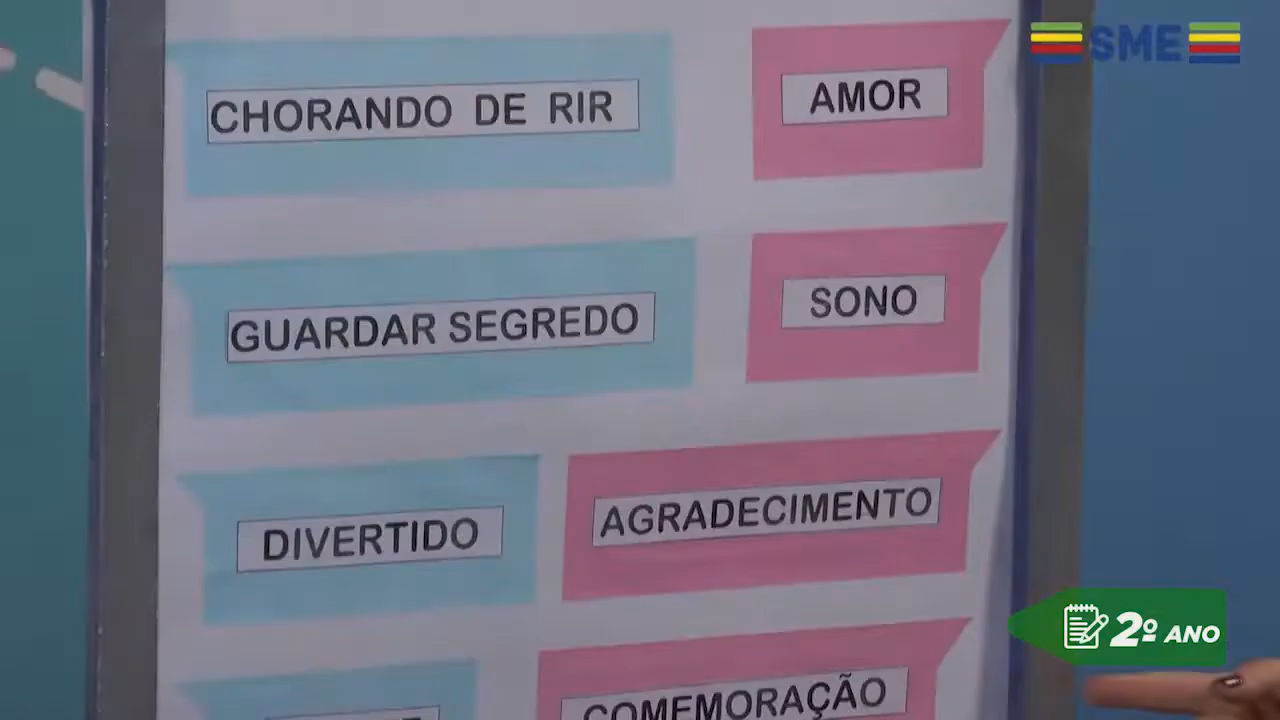 SME
CHORANDO DE RIR
AMOR
GUARDAR SEGREDO
SONO
DIVERTIDO
AGRADECIMENTO
COMEMORAÇÃO
2º ANO